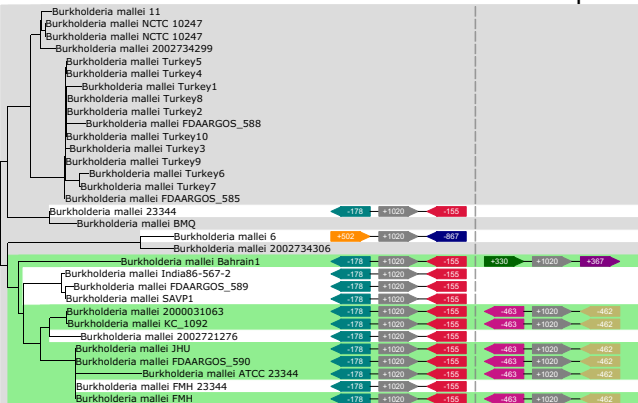 Burkholderia mallei 11
Burkholderia mallei NCTC 10247
Burkholderia mallei NCTC 10247
Burkholderia mallei 2002734299
Burkholderia mallei Turkey5
Burkholderia mallei Turkey4
Burkholderia mallei Turkey1
Burkholderia mallei Turkey8
Burkholderia mallei Turkey2
Burkholderia mallei FDAARGOS_588
Burkholderia mallei Turkey10
Burkholderia mallei Turkey3
Burkholderia mallei Turkey9
Burkholderia mallei Turkey6
Burkholderia mallei Turkey7
Burkholderia mallei FDAARGOS_585
Burkholderia mallei 23344 -178 +1020 -155
Burkholderia mallei BMQ
Burkholderia mallei 6 +502 +1020 -867
Burkholderia mallei 2002734306
Burkholderia mallei Bahrain1 -178 +1020 -155 +330 +1020 +367
Burkholderia mallei India86-567-2 -178 +1020 -155
Burkholderia mallei FDAARGOS_589 -178 +1020 -155
Burkholderia mallei SAVP1 -178 +1020 -155
Burkholderia mallei 2000031063 -178 +1020 -155 -463 +1020 -462
Burkholderia mallei KC_1092 -178 +1020 -155 -463 +1020 -462
Burkholderia mallei 2002721276 -178 +1020 -155
Burkholderia mallei JHU -178 +1020 -155 -463 +1020 -462
Burkholderia mallei FDAARGOS_590 -178 +1020 -155 -463 +1020 -462
Burkholderia mallei ATCC 23344 -178 +1020 -155 -463 +1020 -462
Burkholderia mallei FMH 23344 -178 +1020 -155
Burkholderia mallei FMH -178 +1020 -155 -463 +1020 -462